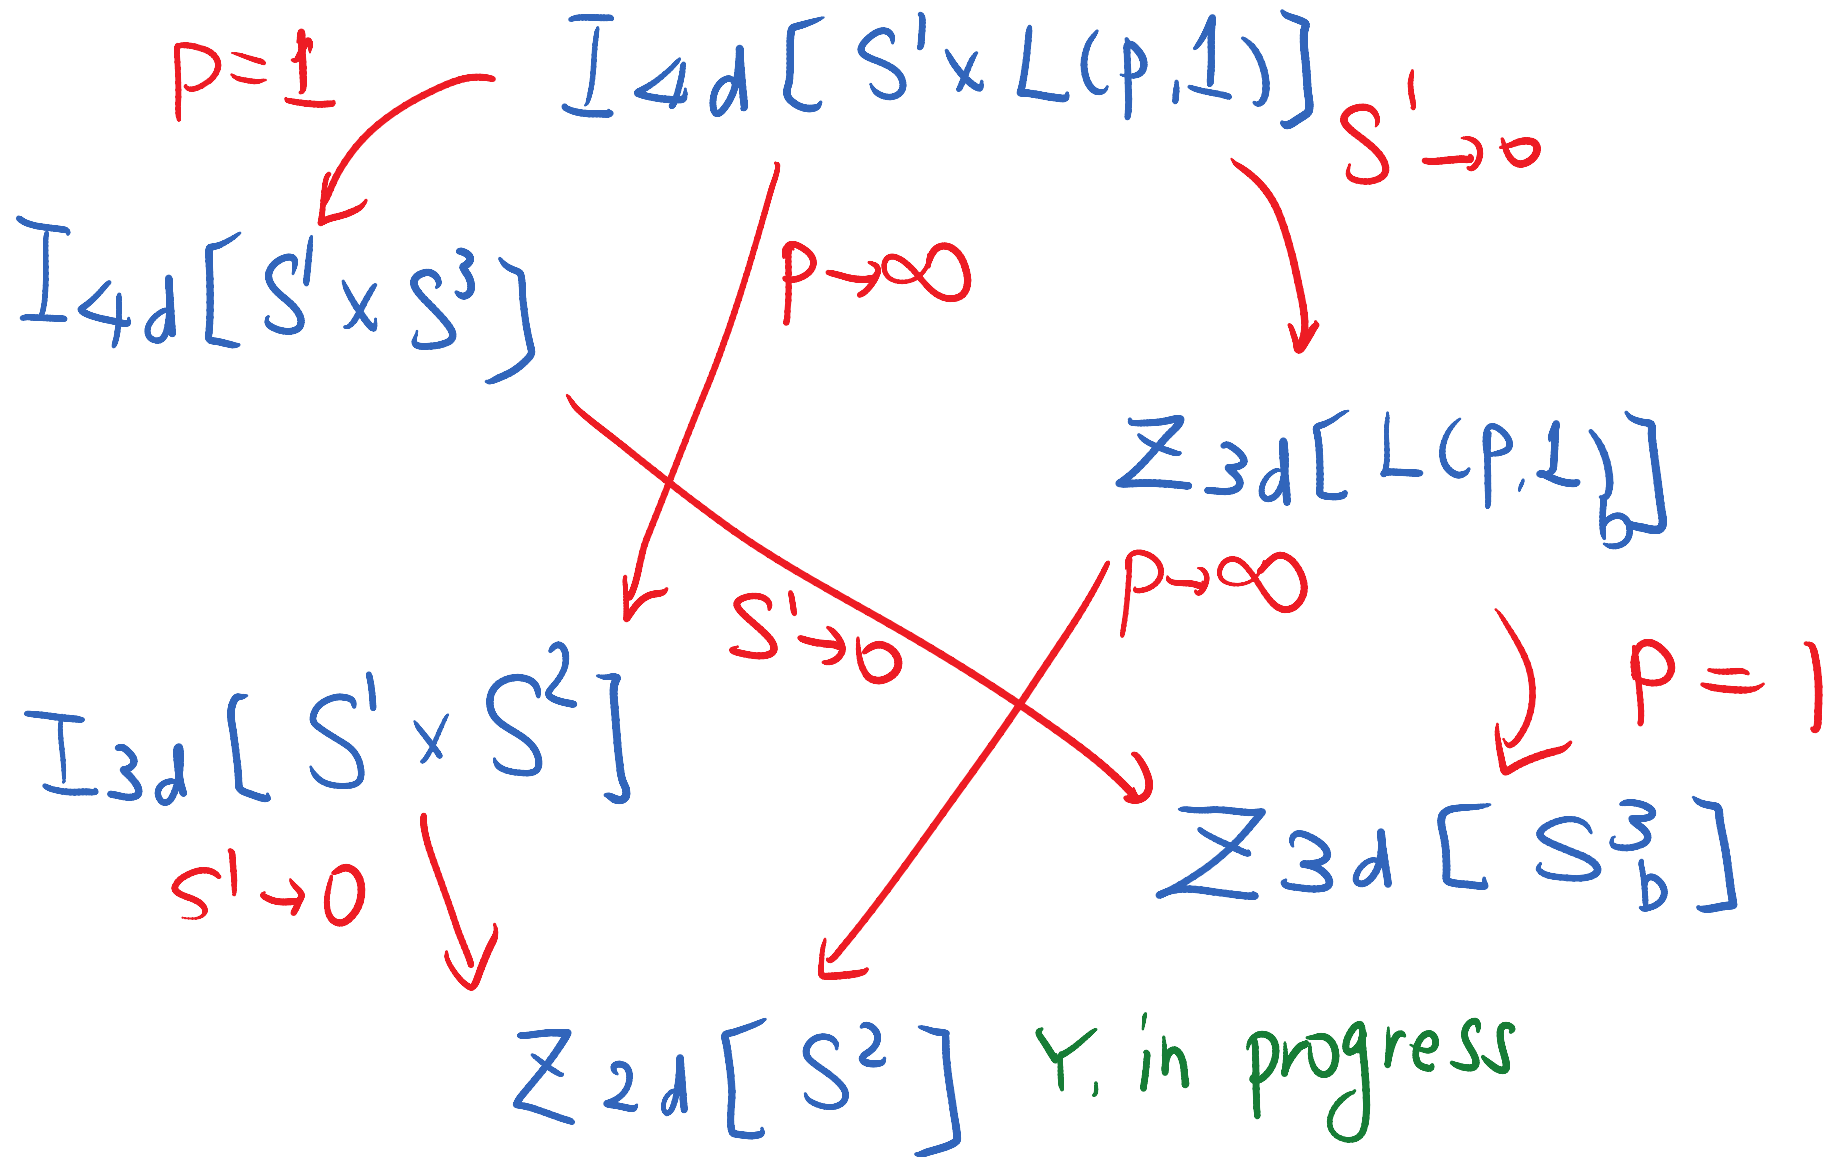 p=1
I4d[S¹×L(p,1)]
S¹→0
I4d[S¹×S³]
p→∞
Z3d[L(p,1)b]
p→∞
S¹→0
p=1
I3d[S¹×S²]
Z3d[S³b]
S¹→0
Z2d[S²] Y, in progress